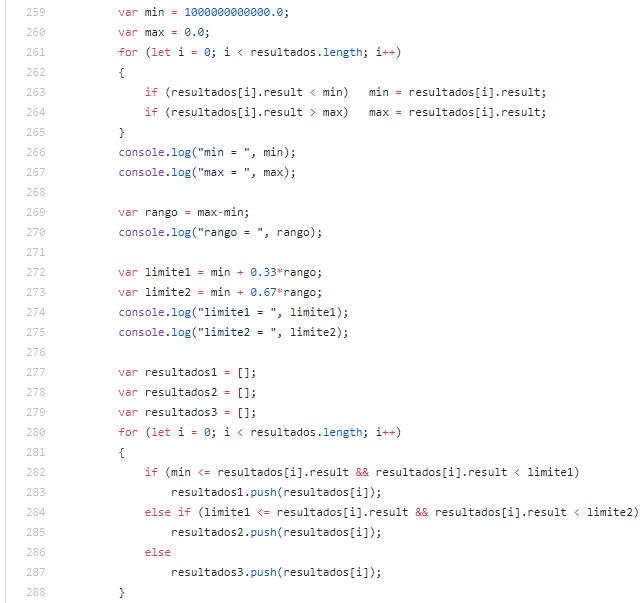 259 var min = 1000000000000.0;
260 var max = 0.0;
261 for (let i = 0; i < resultados.length; i++)
262 {
263 if (resultados[i].result < min) min = resultados[i].result;
264 if (resultados[i].result > max) max = resultados[i].result;
265 }
266 console.log("min = ", min);
267 console.log("max = ", max);
268
269 var rango = max-min;
270 console.log("rango = ", rango);
271
272 var limite1 = min + 0.33*rango;
273 var limite2 = min + 0.67*rango;
274 console.log("limite1 = ", limite1);
275 console.log("limite2 = ", limite2);
276
277 var resultados1 = [];
278 var resultados2 = [];
279 var resultados3 = [];
280 for (let i = 0; i < resultados.length; i++)
281 {
282 if (min <= resultados[i].result && resultados[i].result < limite1)
283 resultados1.push(resultados[i]);
284 else if (limite1 <= resultados[i].result && resultados[i].result < limite2)
285 resultados2.push(resultados[i]);
286 else
287 resultados3.push(resultados[i]);
288 }